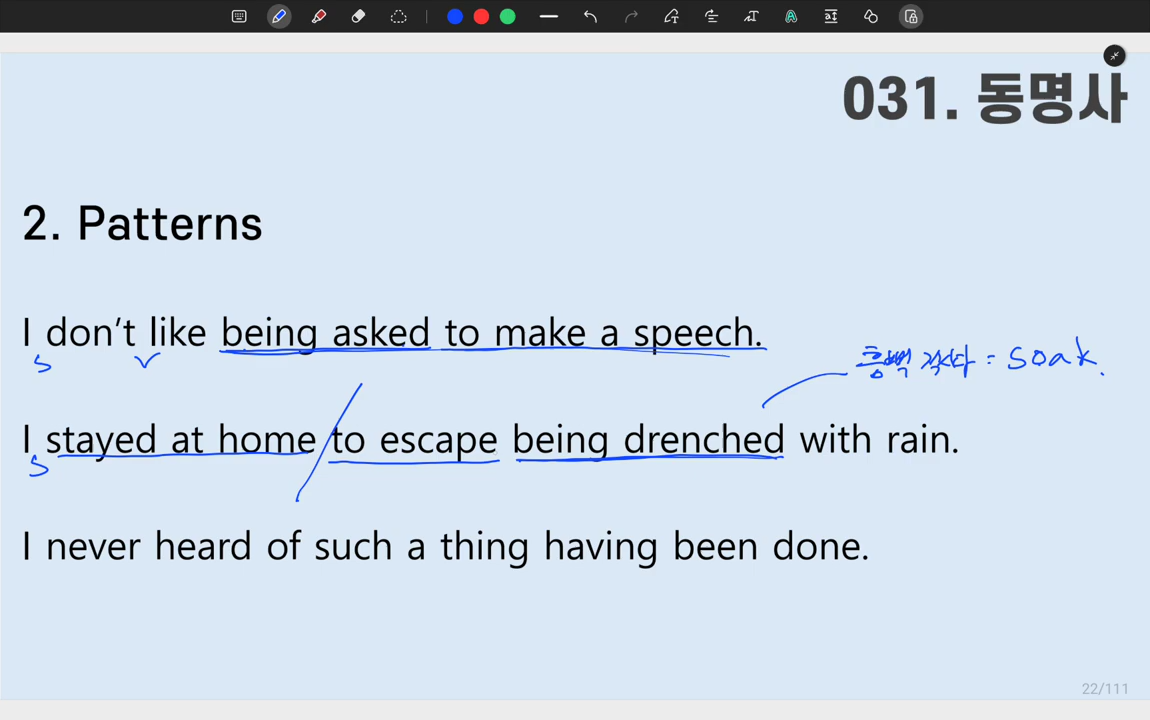 031. 동명사
2. Patterns
I don't like being asked to make a speech.
S V
흠뻑 젖다 = soak.
I stayed at home to escape being drenched with rain.
S
I never heard of such a thing having been done.
22/111